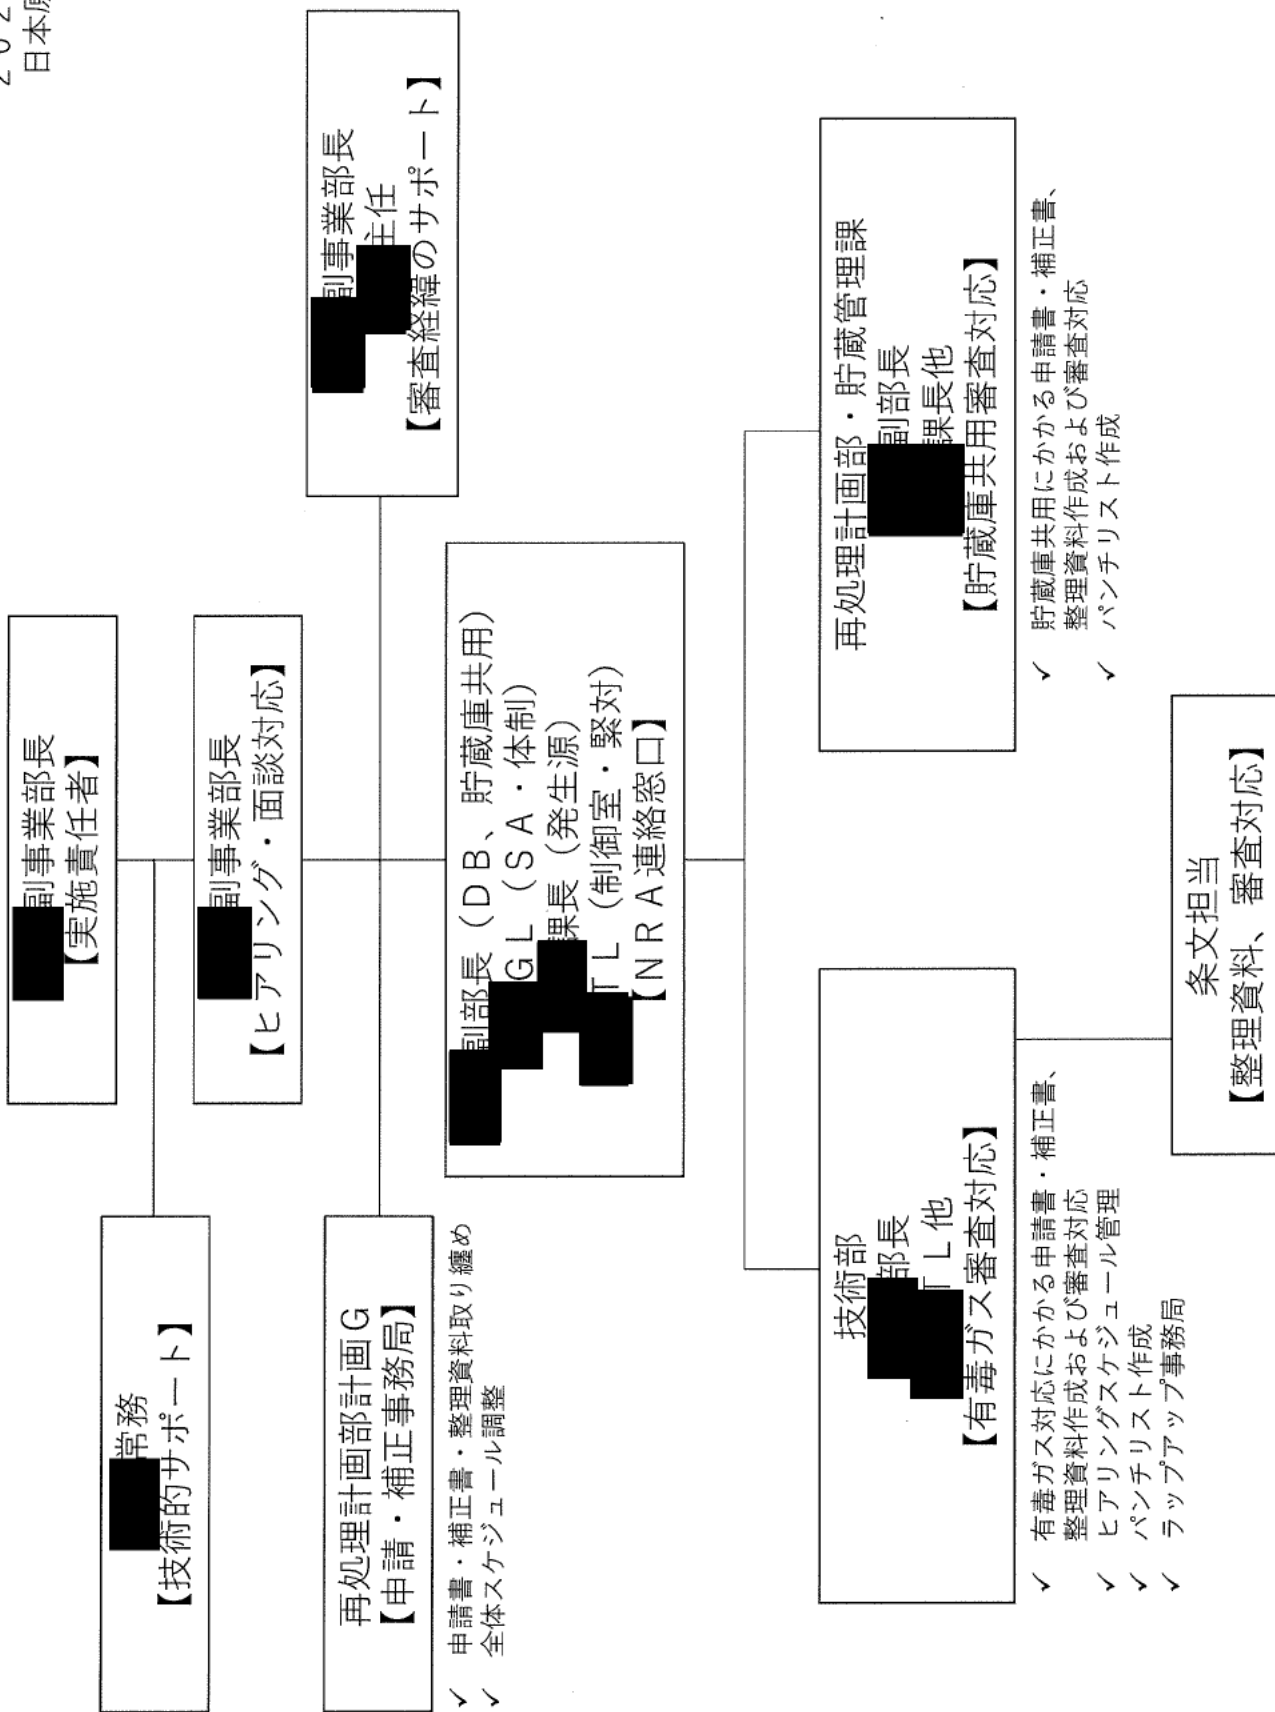 ２０２
日本原
副事業部長
【実施責任者】
常務
【技術的サポート】
副事業部長
【ヒアリング・面談対応】
再処理計画部計画Ｇ
【申請・補正事務局】
✓ 申請書・補正書・整理資料取り纏め
✓ 全体スケジュール調整
副事業部長
主任
【審査経緯のサポート】
副部長（ＤＢ、貯蔵庫共用）
ＧＬ（ＳＡ・体制）
課長（発生源）
ＴＬ（制御室・緊対）
【ＮＲＡ連絡窓口】
技術部
部長
ＴＬ他
【有毒ガス審査対応】
✓ 有毒ガス対応にかかる申請書・補正書、
整理資料作成および審査対応
✓ ヒアリングスケジュール管理
✓ パンチリスト作成
✓ ラップアップ事務局
再処理計画部・貯蔵管理課
副部長
課長他
【貯蔵庫共用審査対応】
✓ 貯蔵庫共用にかかる申請書・補正書、
整理資料作成および審査対応
✓ パンチリスト作成
条文担当
【整理資料、審査対応】